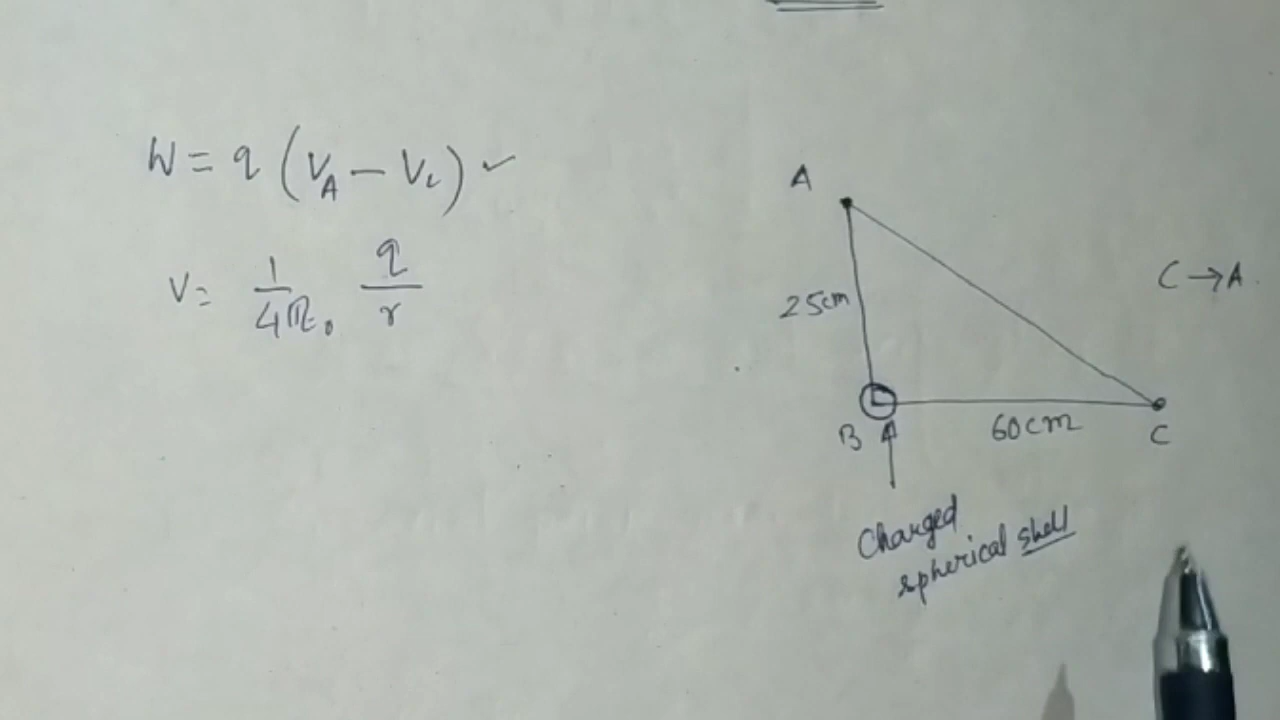 W = q (V_A − V_C) ✓
V = 1/4πε₀ q/r
A
C → A
25cm
B
60cm
C
Charged
spherical shell